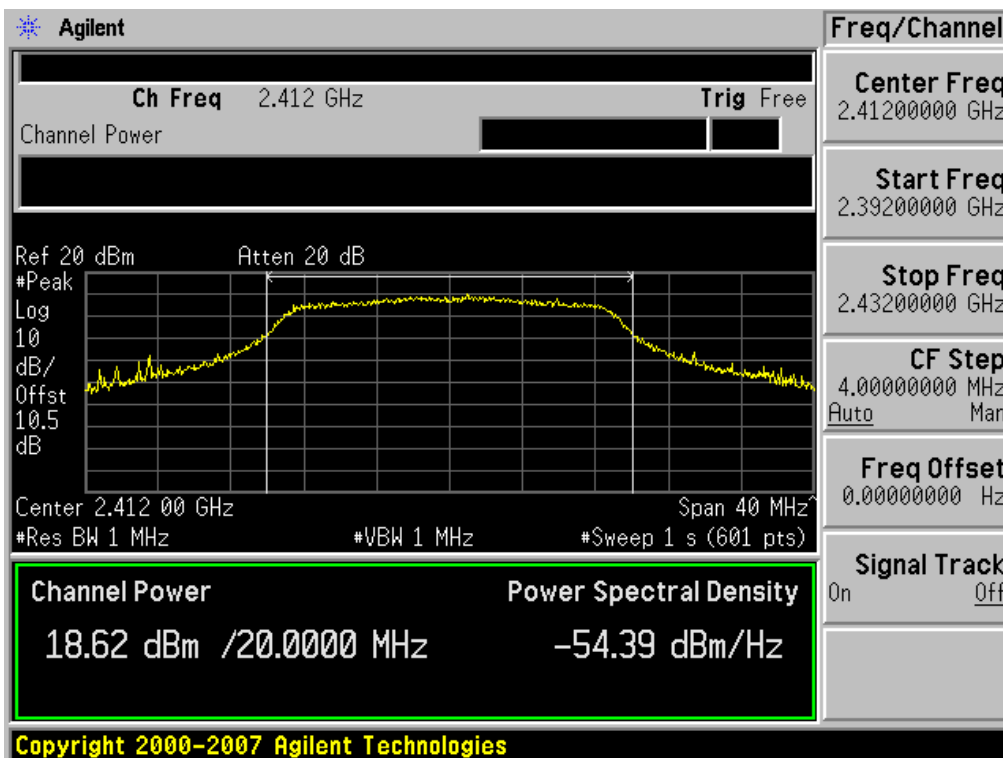 Agilent
Freq/Channel
Ch Freq 2.412 GHz
Trig Free
Channel Power
Center Freq
2.41200000 GHz
Start Freq
2.39200000 GHz
Stop Freq
2.43200000 GHz
CF Step
4.00000000 MHz
Auto Man
Freq Offset
0.00000000 Hz
Signal Track
On Off
Ref 20 dBm
Atten 20 dB
#Peak
Log
10
dB/
Offst
10.5
dB
Center 2.412 00 GHz
Span 40 MHz^
#Res BW 1 MHz
#VBW 1 MHz
#Sweep 1 s (601 pts)
Channel Power
Power Spectral Density
18.62 dBm /20.0000 MHz
-54.39 dBm/Hz
Copyright 2000-2007 Agilent Technologies